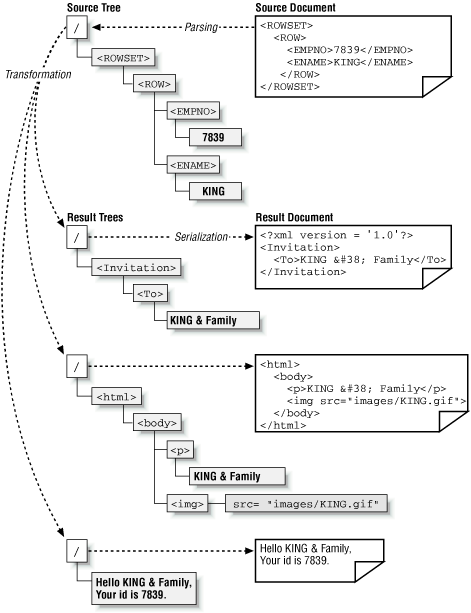 Source Tree
Source Document
/
Parsing
<ROWSET>
<ROW>
<EMPNO>7839</EMPNO>
<ENAME>KING</ENAME>
</ROW>
</ROWSET>
Transformation
<ROWSET>
<ROW>
<EMPNO>
7839
<ENAME>
KING
Result Trees
Result Document
/
Serialization
<?xml version = '1.0'?>
<Invitation>
<To>KING &#38; Family</To>
</Invitation>
<Invitation>
<To>
KING & Family
/
<html>
<body>
<p>KING &#38; Family</p>
<img src="images/KING.gif">
</body>
</html>
<html>
<body>
<p>
KING & Family
<img>
src= "images/KING.gif"
/
Hello KING & Family,
Your id is 7839.
Hello KING & Family,
Your id is 7839.